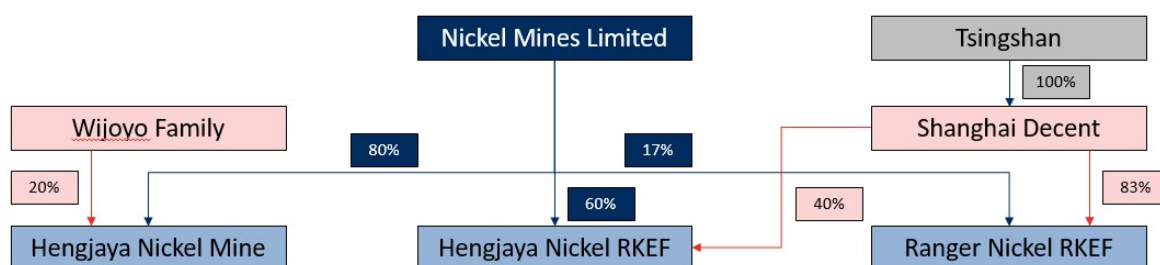 Nickel Mines Limited
Tsingshan
100%
Wijoyo Family
Shanghai Decent
80%
17%
20%
60%
40%
83%
Hengjaya Nickel Mine
Hengjaya Nickel RKEF
Ranger Nickel RKEF